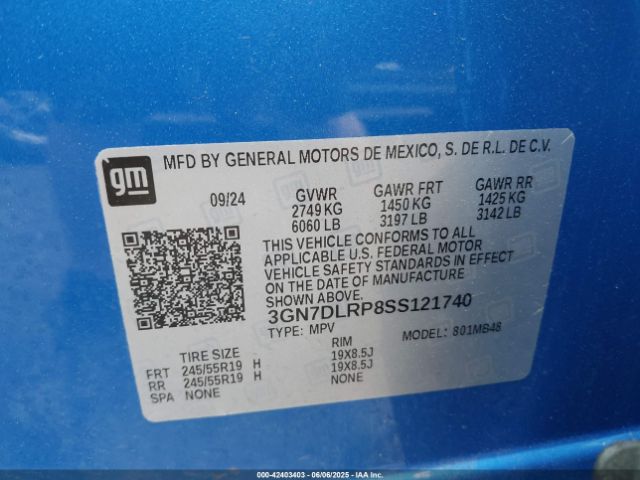 gm
MFD BY GENERAL MOTORS DE MEXICO, S. DE R.L. DE C.V.
09/24 GVWR GAWR FRT GAWR RR
2749 KG 1450 KG 1425 KG
6060 LB 3197 LB 3142 LB
THIS VEHICLE CONFORMS TO ALL
APPLICABLE U.S. FEDERAL MOTOR
VEHICLE SAFETY STANDARDS IN EFFECT
ON THE DATE OF MANUFACTURE
SHOWN ABOVE.
3GN7DLRP8SS121740
TYPE: MPV MODEL: 801MB48
TIRE SIZE RIM
FRT 245/55R19 H 19X8.5J
RR 245/55R19 H 19X8.5J
SPA NONE NONE
000-42403403 - 06/06/2025 - IAA Inc.